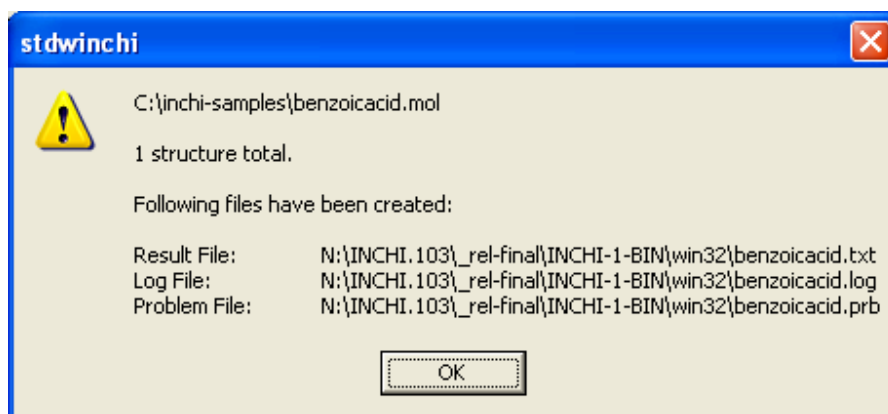 stdwinchi
C:\inchi-samples\benzoicacid.mol
1 structure total.
Following files have been created:
Result File: N:\INCHI.103\_rel-final\INCHI-1-BIN\win32\benzoicacid.txt
Log File: N:\INCHI.103\_rel-final\INCHI-1-BIN\win32\benzoicacid.log
Problem File: N:\INCHI.103\_rel-final\INCHI-1-BIN\win32\benzoicacid.prb
OK